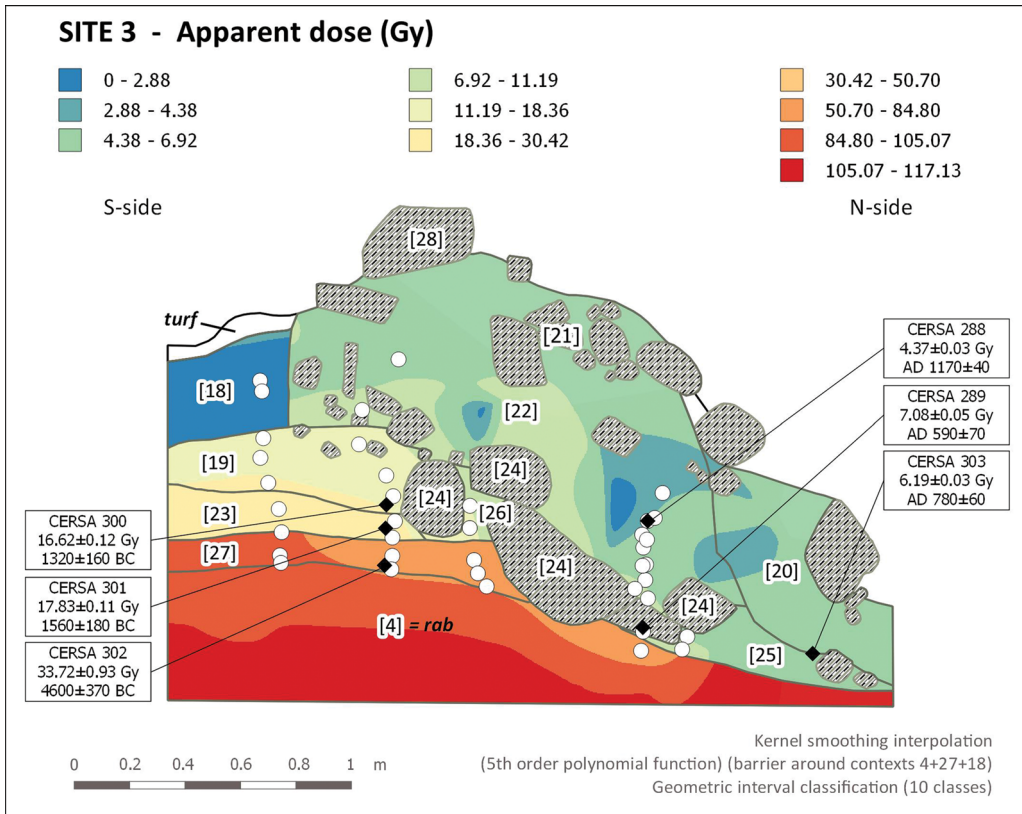 SITE 3 - Apparent dose (Gy)
0 - 2.88
2.88 - 4.38
4.38 - 6.92
6.92 - 11.19
11.19 - 18.36
18.36 - 30.42
30.42 - 50.70
50.70 - 84.80
84.80 - 105.07
105.07 - 117.13
S-side
N-side
[28]
turf
[21]
[18]
[22]
[19]
[24]
[24]
[23]
[26]
[27]
[24]
[20]
[24]
[4] = rab
[25]
CERSA 288
4.37±0.03 Gy
AD 1170±40
CERSA 289
7.08±0.05 Gy
AD 590±70
CERSA 303
6.19±0.03 Gy
AD 780±60
CERSA 300
16.62±0.12 Gy
1320±160 BC
CERSA 301
17.83±0.11 Gy
1560±180 BC
CERSA 302
33.72±0.93 Gy
4600±370 BC
0 0.2 0.4 0.6 0.8 1 m
Kernel smoothing interpolation
(5th order polynomial function) (barrier around contexts 4+27+18)
Geometric interval classification (10 classes)